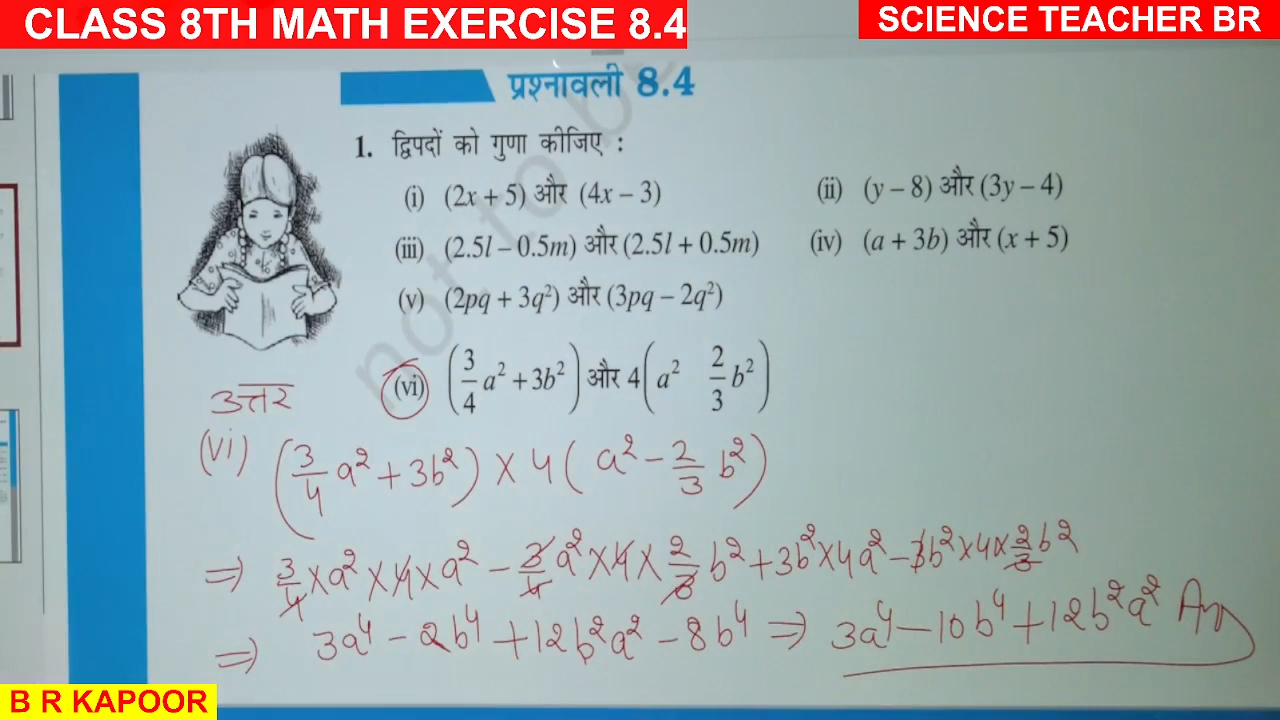 CLASS 8TH MATH EXERCISE 8.4
SCIENCE TEACHER BR
प्रश्नावली 8.4
1. द्विपदों को गुणा कीजिए :
(i) (2x + 5) और (4x – 3)
(ii) (y – 8) और (3y – 4)
(iii) (2.5l – 0.5m) और (2.5l + 0.5m)
(iv) (a + 3b) और (x + 5)
(v) (2pq + 3q²) और (3pq – 2q²)
(vi) (3/4 a² + 3b²) और 4(a² 2/3 b²)
उत्तर
(vi) (3/4 a² + 3b²) × 4 (a² – 2/3 b²)
⇒ 3/4 × a² × 4 × a² – 3/4 a² × 4 × 2/3 b² + 3b² × 4a² – 3b² × 4 × 2/3 b²
⇒ 3a⁴ – 2b⁴ + 12b²a² – 8b⁴ ⇒ 3a⁴ – 10b⁴ + 12b²a² Ans
not to be
B R KAPOOR